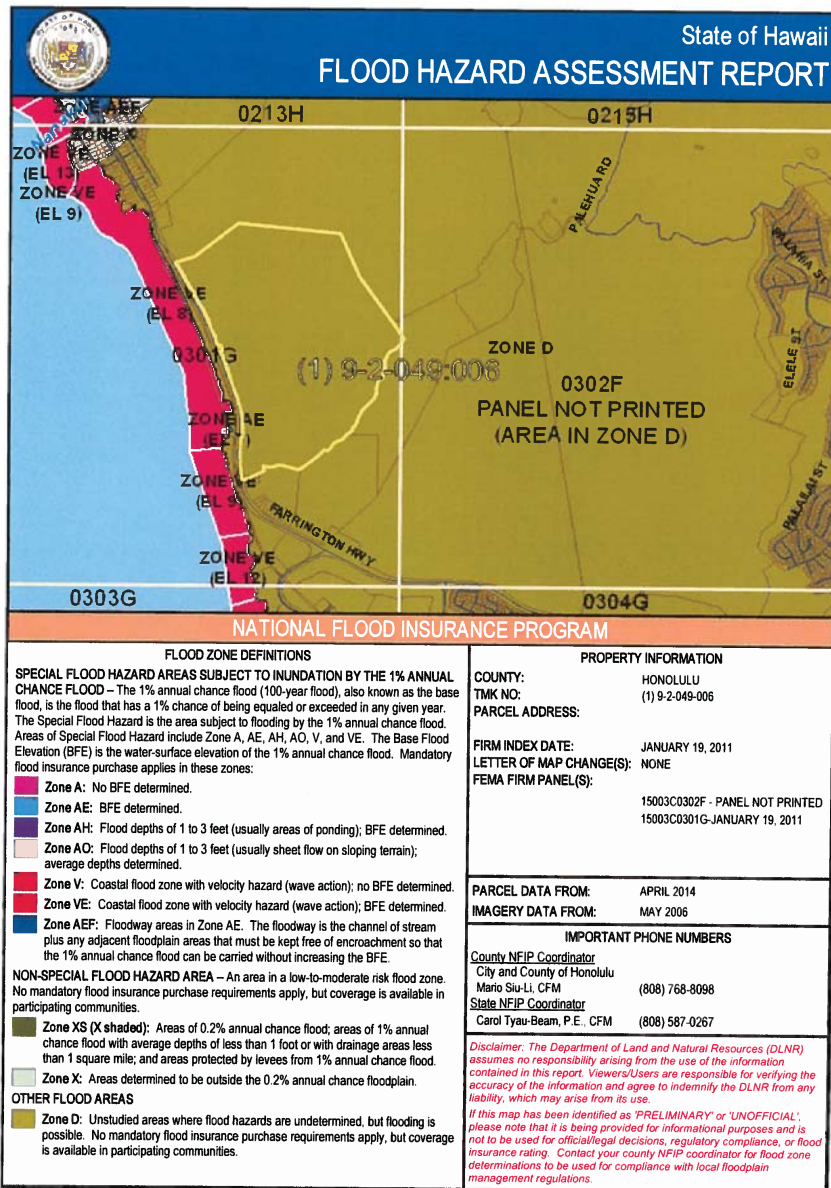 State of Hawaii
FLOOD HAZARD ASSESSMENT REPORT
ZONE AEF
0213H
0215H
ZONE X
ZONE VE
(EL 13)
ZONE VE
(EL 9)
PALEHUA RD
PALAHIA ST
ZONE VE
(EL 8)
0301G
(1) 9-2-049:006
ZONE D
0302F
PANEL NOT PRINTED
(AREA IN ZONE D)
ELELE ST
ZONE AE
(EL 7)
ZONE VE
(EL 9)
FARRINGTON HWY
PALAILAI ST
ZONE VE
(EL 12)
0303G
0304G
NATIONAL FLOOD INSURANCE PROGRAM
FLOOD ZONE DEFINITIONS
SPECIAL FLOOD HAZARD AREAS SUBJECT TO INUNDATION BY THE 1% ANNUAL
CHANCE FLOOD – The 1% annual chance flood (100-year flood), also known as the base
flood, is the flood that has a 1% chance of being equaled or exceeded in any given year.
The Special Flood Hazard is the area subject to flooding by the 1% annual chance flood.
Areas of Special Flood Hazard include Zone A, AE, AH, AO, V, and VE. The Base Flood
Elevation (BFE) is the water-surface elevation of the 1% annual chance flood. Mandatory
flood insurance purchase applies in these zones:
Zone A: No BFE determined.
Zone AE: BFE determined.
Zone AH: Flood depths of 1 to 3 feet (usually areas of ponding); BFE determined.
Zone AO: Flood depths of 1 to 3 feet (usually sheet flow on sloping terrain);
average depths determined.
Zone V: Coastal flood zone with velocity hazard (wave action); no BFE determined.
Zone VE: Coastal flood zone with velocity hazard (wave action); BFE determined.
Zone AEF: Floodway areas in Zone AE. The floodway is the channel of stream
plus any adjacent floodplain areas that must be kept free of encroachment so that
the 1% annual chance flood can be carried without increasing the BFE.
NON-SPECIAL FLOOD HAZARD AREA – An area in a low-to-moderate risk flood zone.
No mandatory flood insurance purchase requirements apply, but coverage is available in
participating communities.
Zone XS (X shaded): Areas of 0.2% annual chance flood; areas of 1% annual
chance flood with average depths of less than 1 foot or with drainage areas less
than 1 square mile; and areas protected by levees from 1% annual chance flood.
Zone X: Areas determined to be outside the 0.2% annual chance floodplain.
OTHER FLOOD AREAS
Zone D: Unstudied areas where flood hazards are undetermined, but flooding is
possible. No mandatory flood insurance purchase requirements apply, but coverage
is available in participating communities.
PROPERTY INFORMATION
COUNTY: HONOLULU
TMK NO: (1) 9-2-049-006
PARCEL ADDRESS:
FIRM INDEX DATE: JANUARY 19, 2011
LETTER OF MAP CHANGE(S): NONE
FEMA FIRM PANEL(S):
15003C0302F - PANEL NOT PRINTED
15003C0301G-JANUARY 19, 2011
PARCEL DATA FROM: APRIL 2014
IMAGERY DATA FROM: MAY 2006
IMPORTANT PHONE NUMBERS
County NFIP Coordinator
City and County of Honolulu
Mario Siu-Li, CFM (808) 768-8098
State NFIP Coordinator
Carol Tyau-Beam, P.E., CFM (808) 587-0267
Disclaimer: The Department of Land and Natural Resources (DLNR)
assumes no responsibility arising from the use of the information
contained in this report. Viewers/Users are responsible for verifying the
accuracy of the information and agree to indemnify the DLNR from any
liability, which may arise from its use.
If this map has been identified as 'PRELIMINARY' or 'UNOFFICIAL',
please note that it is being provided for informational purposes and is
not to be used for official/legal decisions, regulatory compliance, or flood
insurance rating. Contact your county NFIP coordinator for flood zone
determinations to be used for compliance with local floodplain
management regulations.